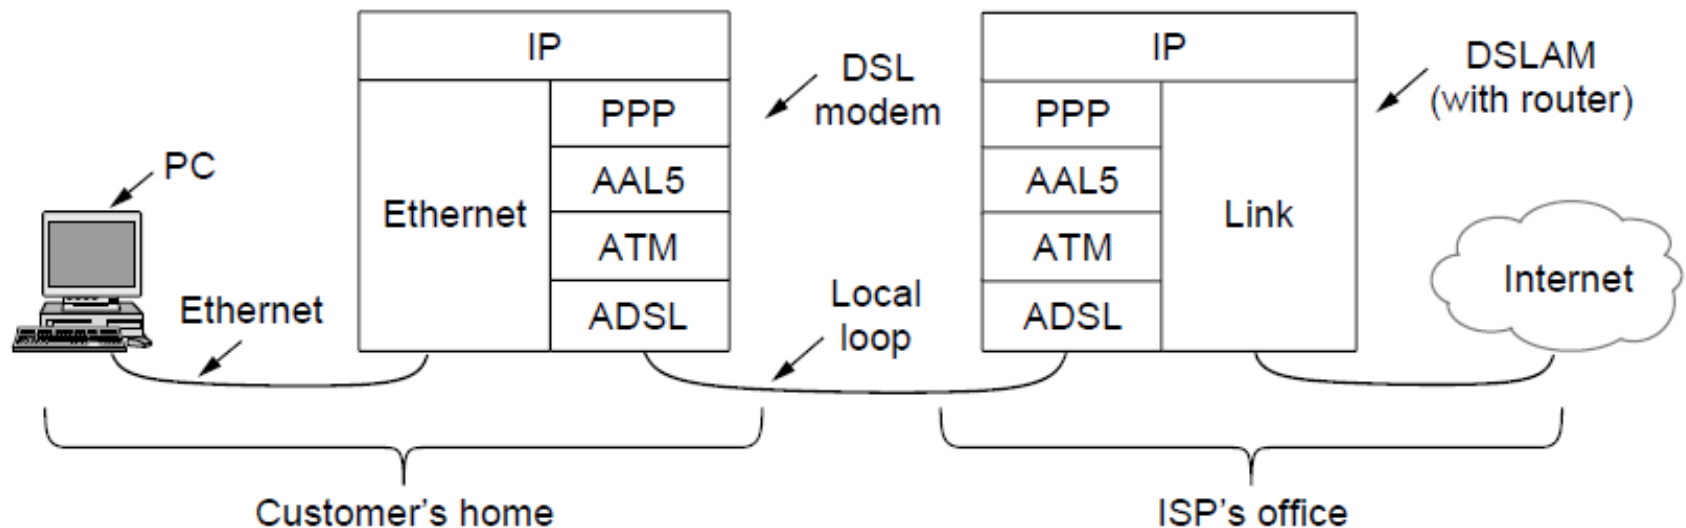 PC
Ethernet
IP
Ethernet
PPP
AAL5
ATM
ADSL
DSL
modem
Local
loop
IP
PPP
AAL5
ATM
ADSL
Link
DSLAM
(with router)
Internet
Customer’s home
ISP’s office